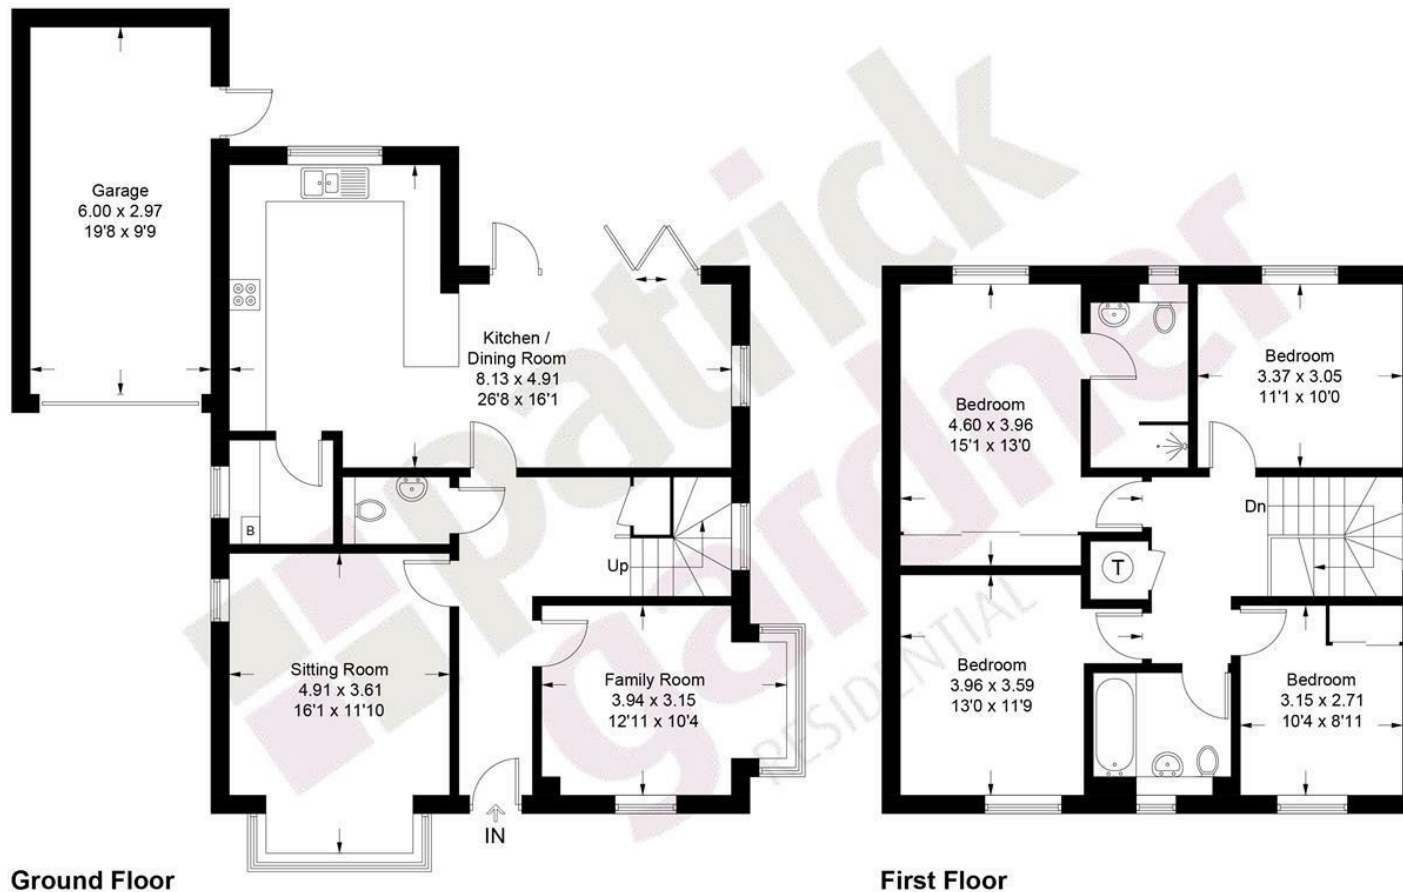 Garage
6.00 x 2.97
19'8 x 9'9
Kitchen /
Dining Room
8.13 x 4.91
26'8 x 16'1
B
Up
Sitting Room
4.91 x 3.61
16'1 x 11'10
Family Room
3.94 x 3.15
12'11 x 10'4
IN
Ground Floor
Bedroom
4.60 x 3.96
15'1 x 13'0
Bedroom
3.37 x 3.05
11'1 x 10'0
Dn
T
Bedroom
3.96 x 3.59
13'0 x 11'9
Bedroom
3.15 x 2.71
10'4 x 8'11
First Floor
patrick
gardner
RESIDENTIAL